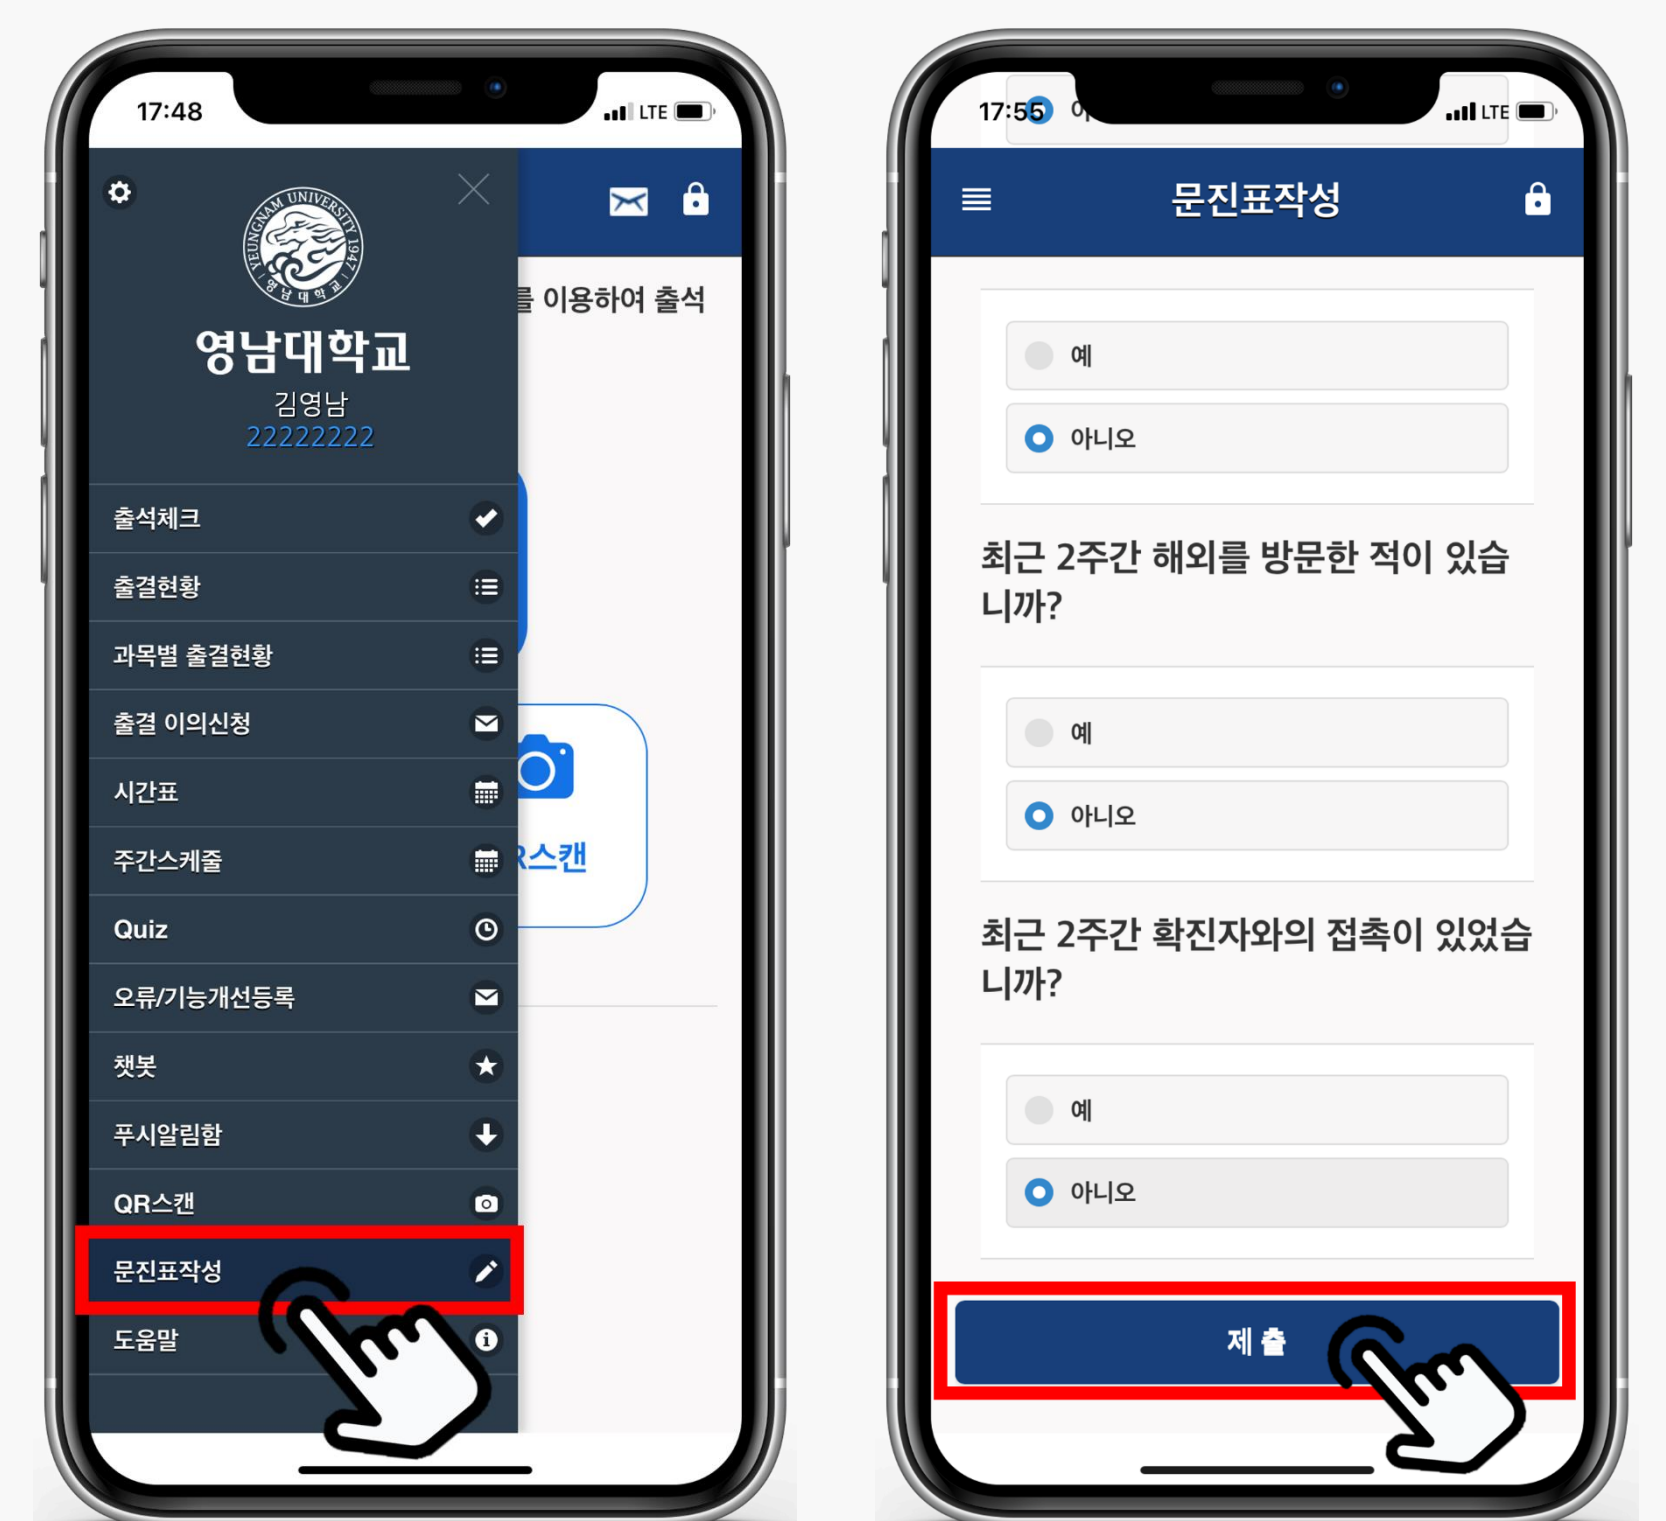 17:48
LTE
YEUNGNAM UNIVERSITY 1947
영남대학교
영남대학교
김영남
22222222
를 이용하여 출석
출석체크
출결현황
과목별 출결현황
출결 이의신청
시간표
주간스케줄
R스캔
Quiz
오류/기능개선등록
챗봇
푸시알림함
QR스캔
문진표작성
도움말
17:55
LTE
문진표작성
예
아니오
최근 2주간 해외를 방문한 적이 있습
니까?
예
아니오
최근 2주간 확진자와의 접촉이 있었습
니까?
예
아니오
제 출